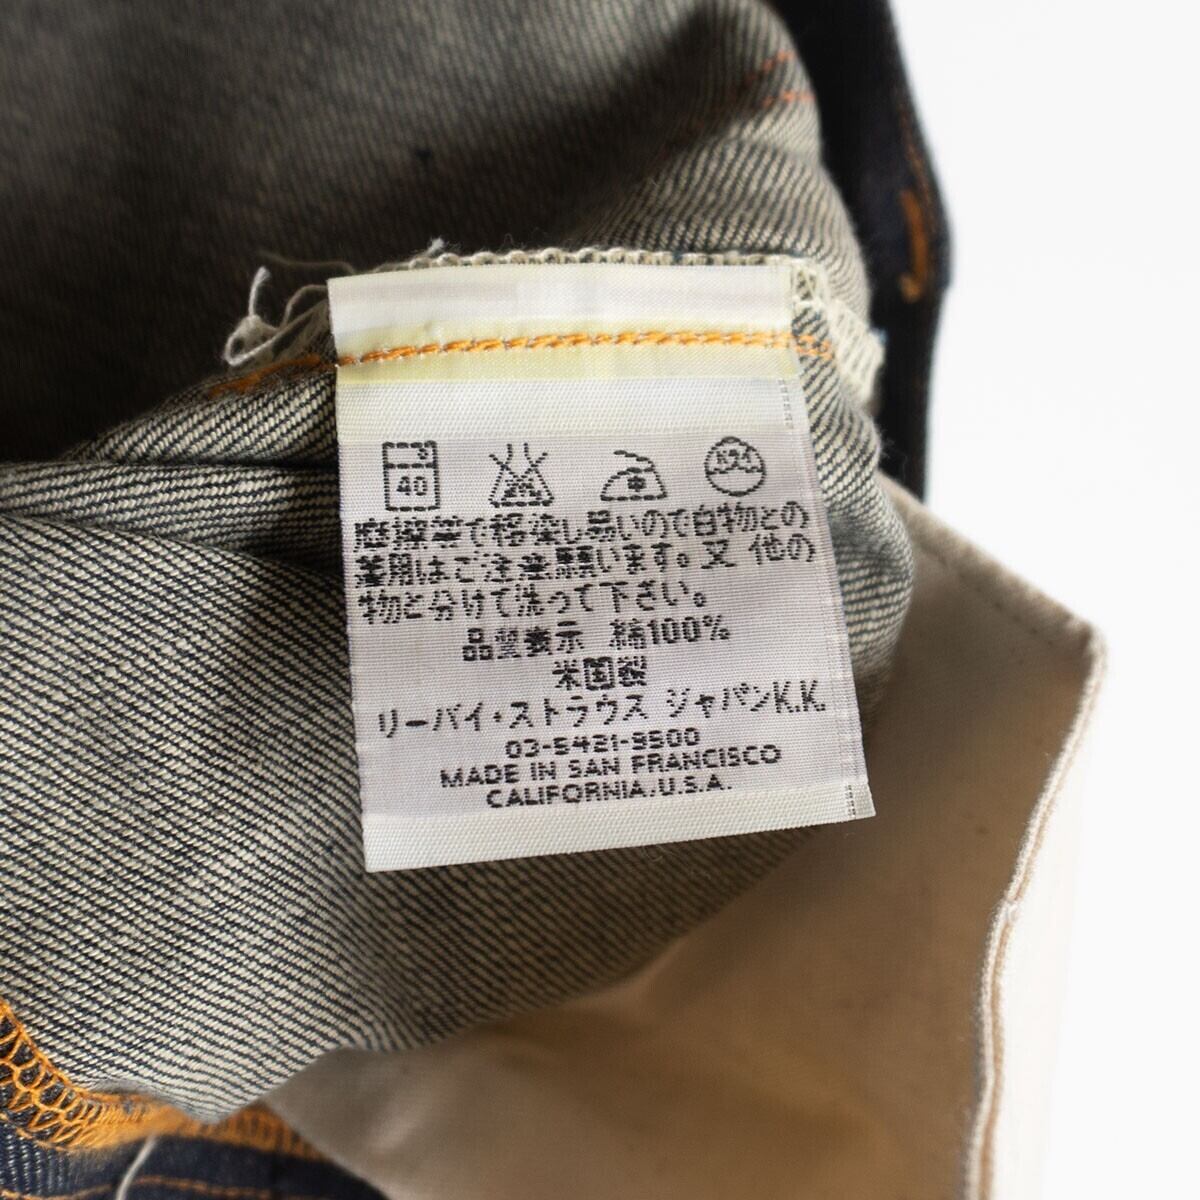 40
摩擦等で移染し易いので白物との
着用はご注意願います。又 他の
物と分けて洗って下さい。
品質表示 綿100%
米国製
リーバイ・ストラウス ジャパンK.K.
03-5421-9500
MADE IN SAN FRANCISCO
CALIFORNIA.U.S.A.